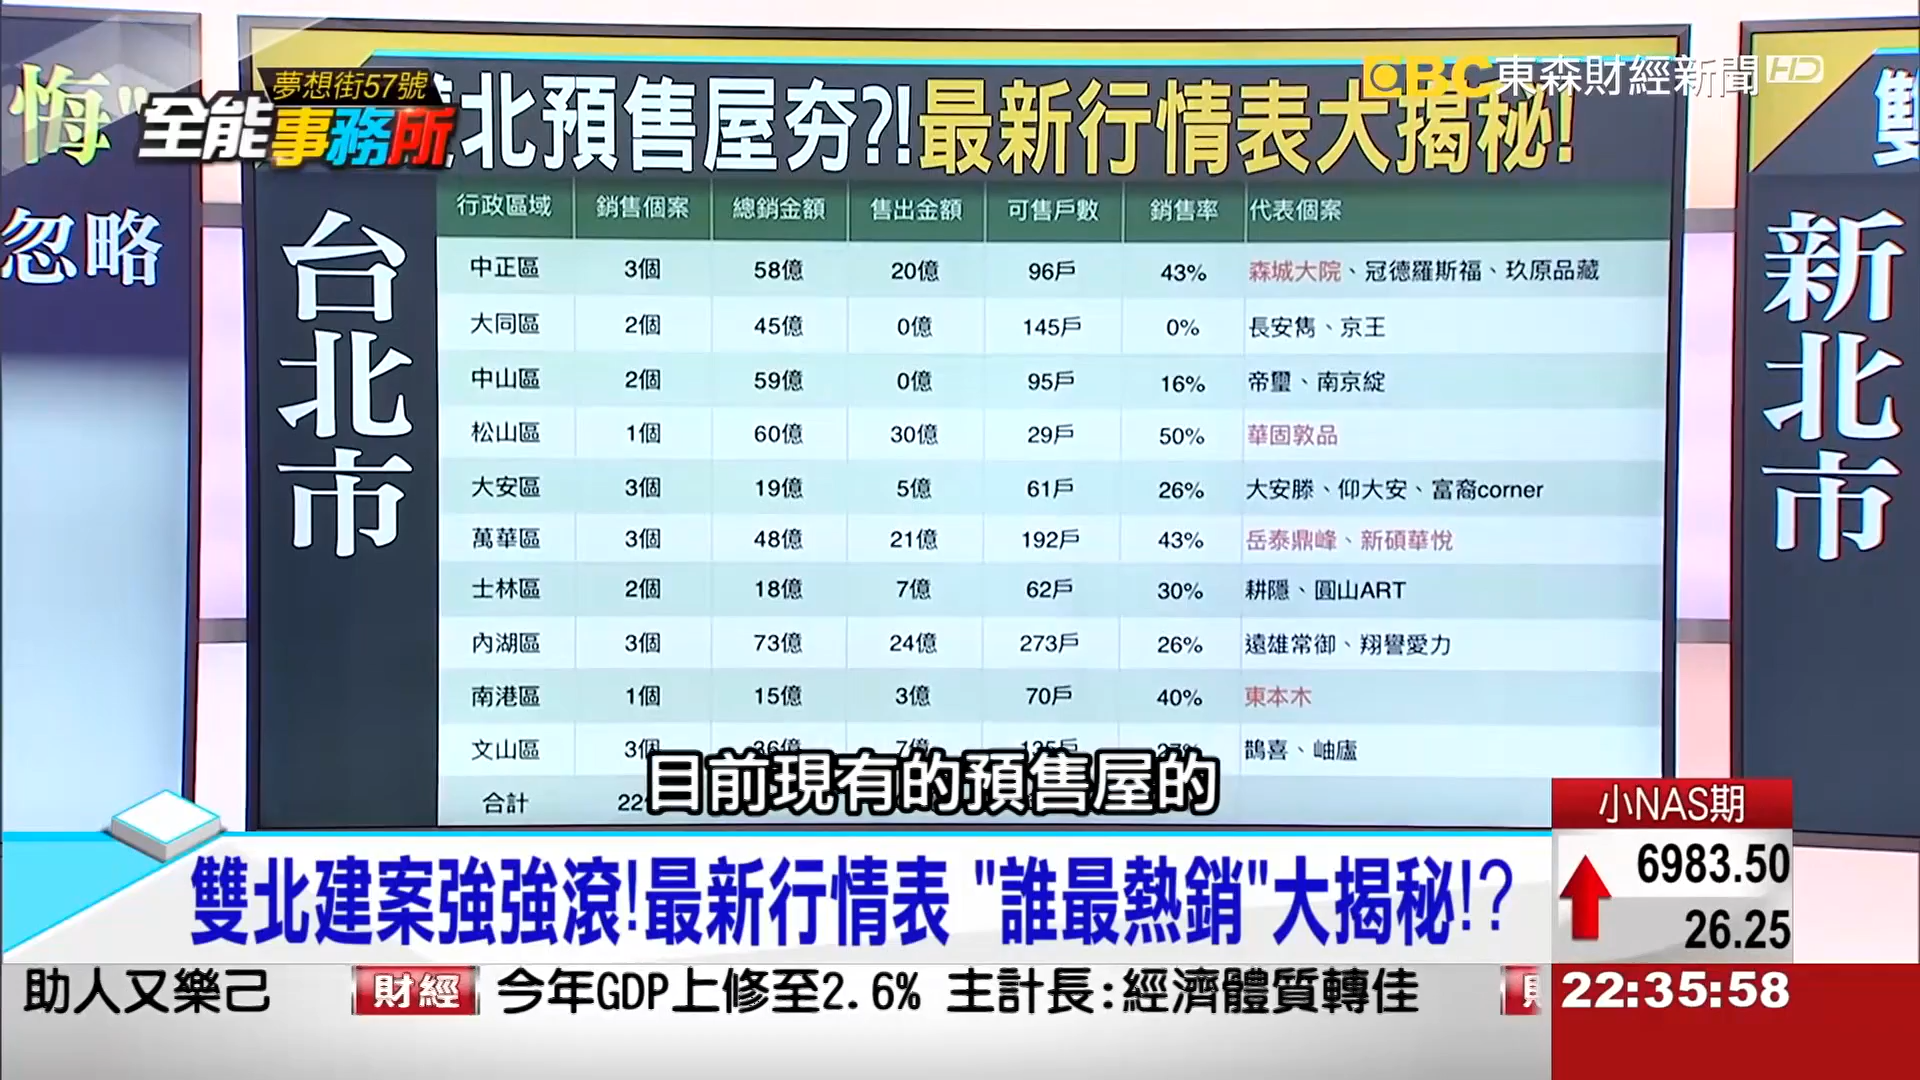 夢想街57號
全能事務所
北預售屋夯?!最新行情表大揭秘!
EBC東森財經新聞HD
悔"
忽略
雙
新北市
台北市
行政區域 銷售個案 總銷金額 售出金額 可售戶數 銷售率 代表個案
中正區 3個 58億 20億 96戶 43% 森城大院、冠德羅斯福、玖原品藏
大同區 2個 45億 0億 145戶 0% 長安雋、京王
中山區 2個 59億 0億 95戶 16% 帝璽、南京綻
松山區 1個 60億 30億 29戶 50% 華固敦品
大安區 3個 19億 5億 61戶 26% 大安滕、仰大安、富裔corner
萬華區 3個 48億 21億 192戶 43% 岳泰鼎峰、新碩華悅
士林區 2個 18億 7億 62戶 30% 耕隱、圓山ART
內湖區 3個 73億 24億 273戶 26% 遠雄常御、翔譽愛力
南港區 1個 15億 3億 70戶 40% 東本木
文山區 3個 36億 7億 鵲喜、岫廬
合計 22
目前現有的預售屋的
小NAS期
6983.50
26.25
雙北建案強強滾!最新行情表 "誰最熱銷"大揭秘!?
助人又樂己 財經 今年GDP上修至2.6% 主計長:經濟體質轉佳
22:35:58